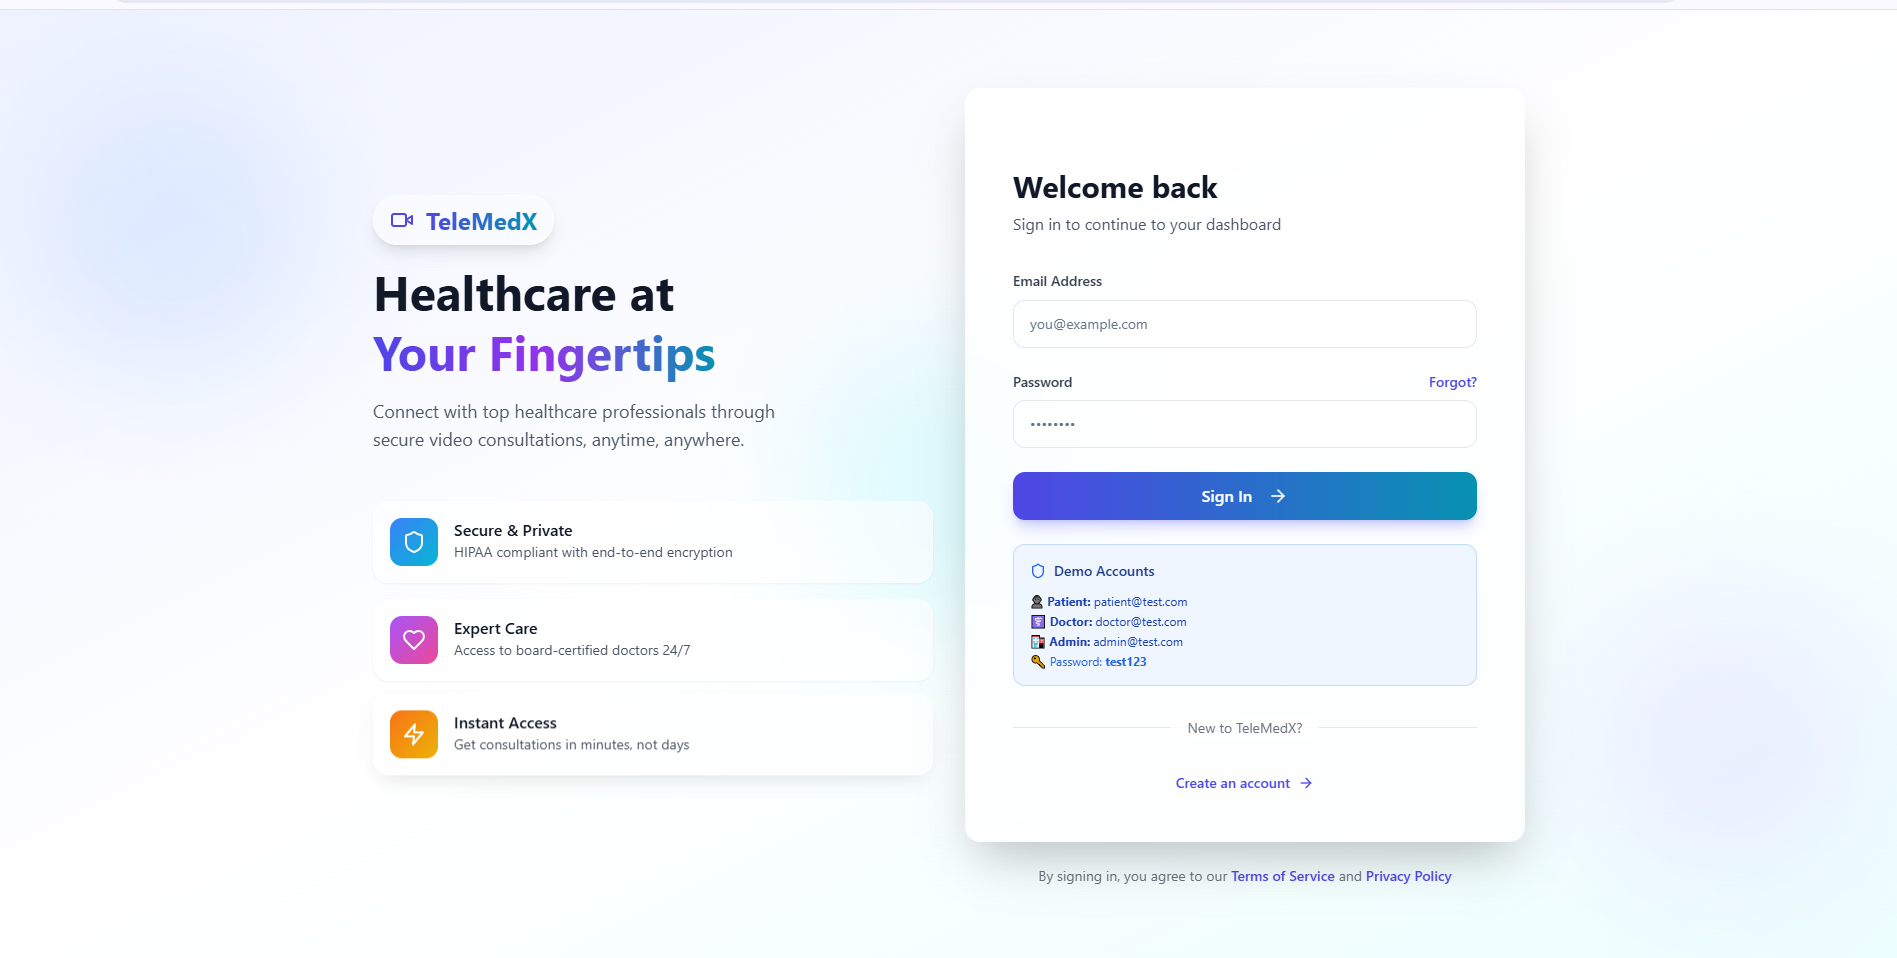 TeleMedX
Healthcare at
Your Fingertips
Connect with top healthcare professionals through
secure video consultations, anytime, anywhere.
Secure & Private
HIPAA compliant with end-to-end encryption
Expert Care
Access to board-certified doctors 24/7
Instant Access
Get consultations in minutes, not days
Welcome back
Sign in to continue to your dashboard
Email Address
you@example.com
Password Forgot?
••••••••
Sign In →
Demo Accounts
Patient: patient@test.com
Doctor: doctor@test.com
Admin: admin@test.com
Password: test123
New to TeleMedX?
Create an account →
By signing in, you agree to our Terms of Service and Privacy Policy